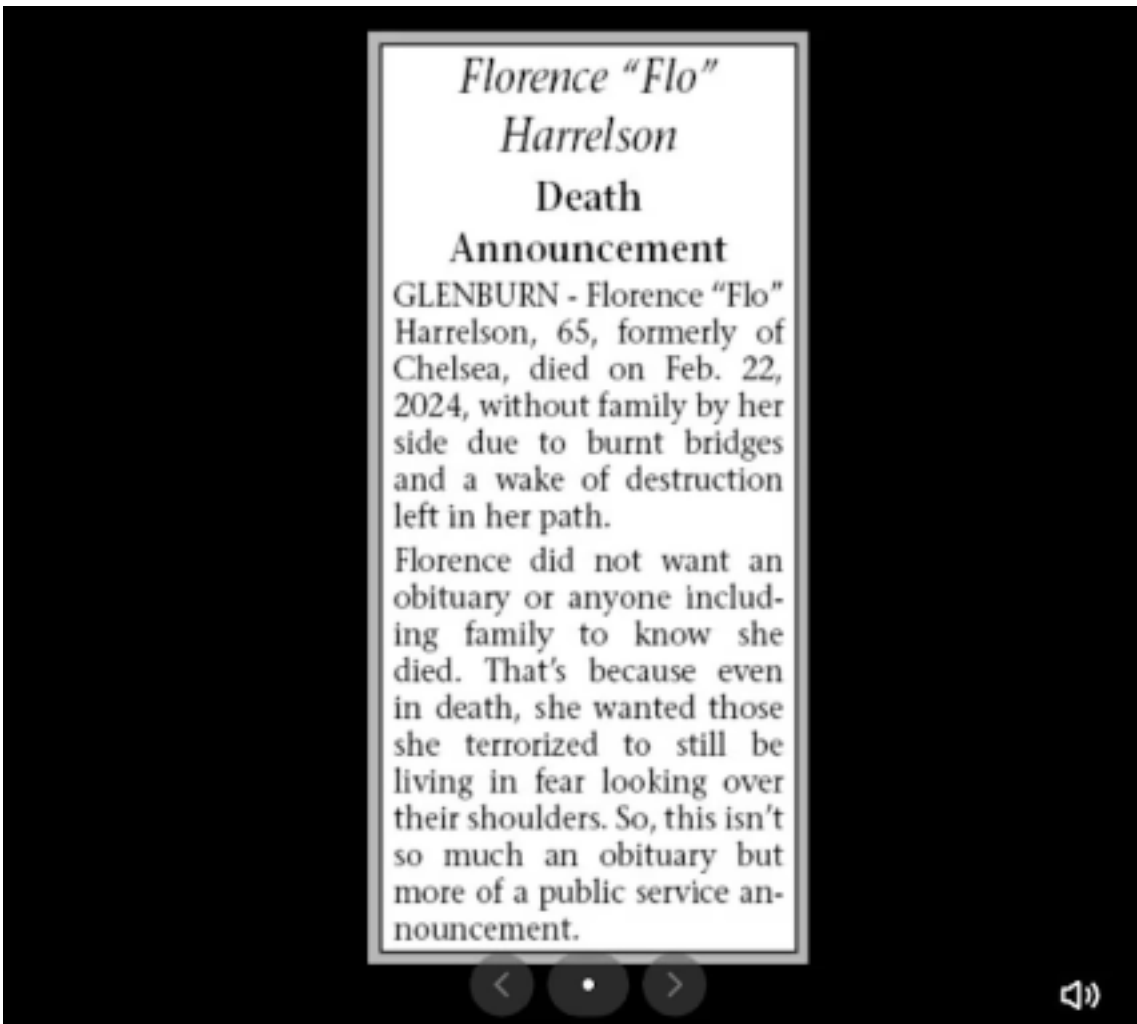 Florence “Flo”
Harrelson
Death
Announcement
GLENBURN - Florence “Flo”
Harrelson, 65, formerly of
Chelsea, died on Feb. 22,
2024, without family by her
side due to burnt bridges
and a wake of destruction
left in her path.
Florence did not want an
obituary or anyone includ-
ing family to know she
died. That’s because even
in death, she wanted those
she terrorized to still be
living in fear looking over
their shoulders. So, this isn’t
so much an obituary but
more of a public service an-
nouncement.